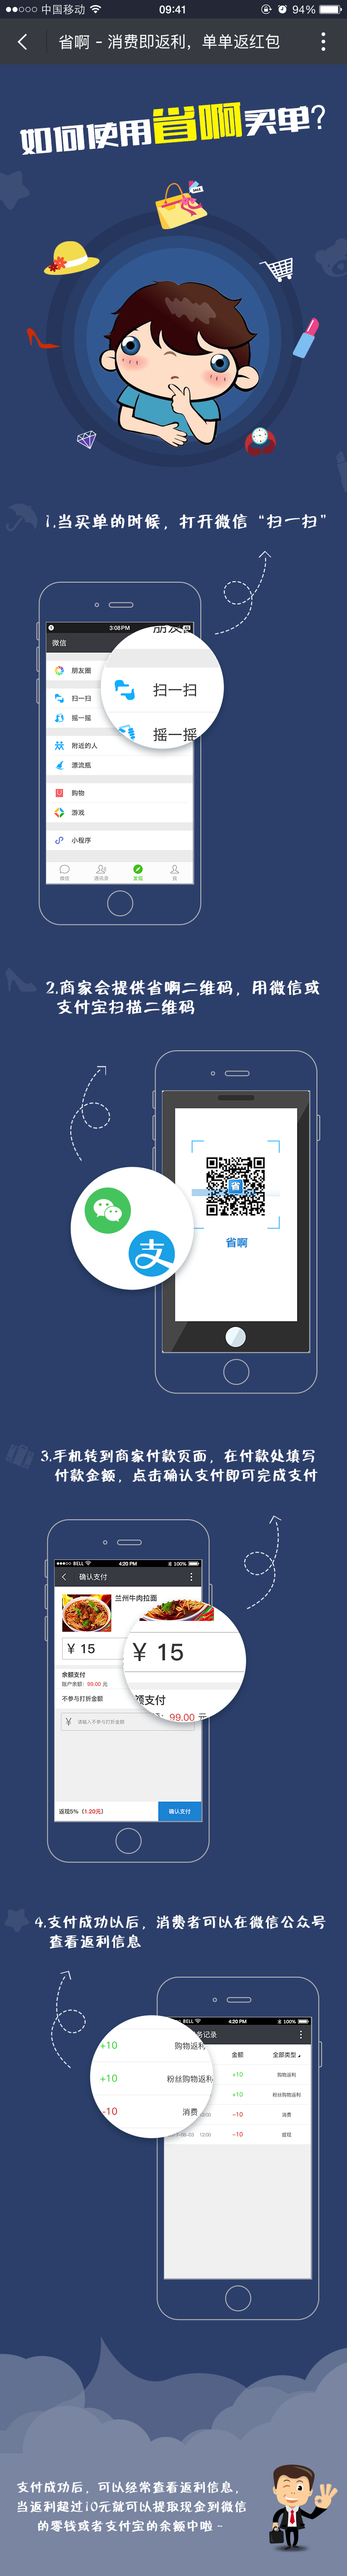 中国移动 09:41 94%
省啊 - 消费即返利，单单返红包
如何使用省啊买单?
SALE
1.当买单的时候，打开微信“扫一扫”
3:08PM
微信
朋友圈
扫一扫
摇一摇
附近的人
漂流瓶
购物
游戏
小程序
微信 通讯录 发现 我
朋友圈
扫一扫
摇一摇
2.商家会提供省啊二维码，用微信或
支付宝扫描二维码
支
省
省啊
3.手机转到商家付款页面，在付款处填写
付款金额，点击确认支付即可完成支付
BELL 4:20 PM 100%
确认支付
兰州牛肉拉面
¥ 15
余额支付
账户余额：99.00 元
不参与打折金额
¥ 请输入不参与打折金额
返现5%（1.20元） 确认支付
¥ 15
额支付
99.00 元
4.支付成功以后，消费者可以在微信公众号
查看返利信息
BELL 4:20 PM 100%
务记录
金额 全部类型
+10 购物返利
+10 粉丝购物返利
-10 消费
12:00 -10 提现
+10 购物返利
+10 粉丝购物返利
-10 消费
支付成功后，可以经常查看返利信息，
当返利超过10元就可以提取现金到微信
的零钱或者支付宝的余额中啦~